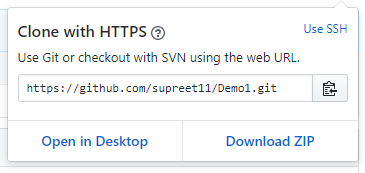 Clone with HTTPS Use SSH
Use Git or checkout with SVN using the web URL.
https://github.com/supreet11/Demo1.git
Open in Desktop Download ZIP